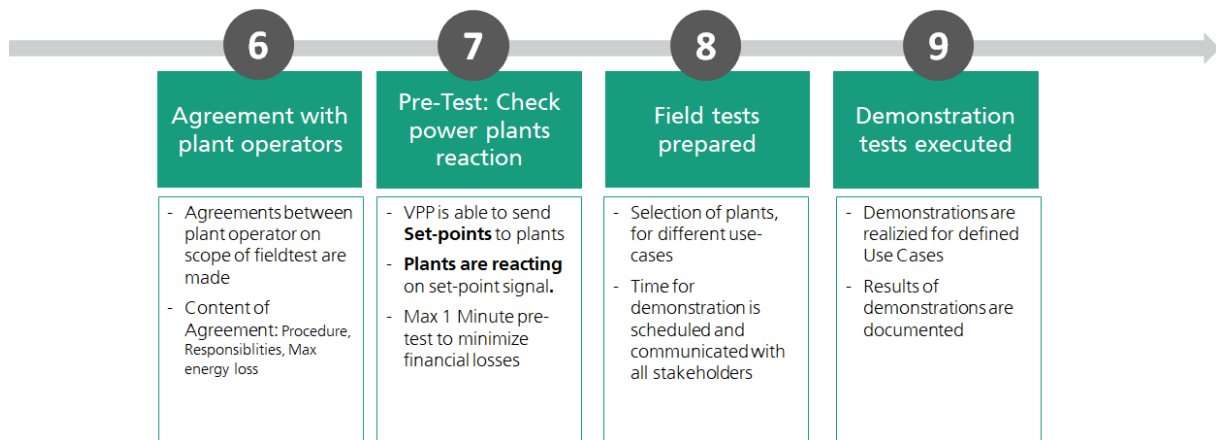 6
Agreement with
plant operators
- Agreements between
plant operator on
scope of fieldtest are
made
- Content of
Agreement: Procedure,
Responsiblities, Max
energy loss
7
Pre-Test: Check
power plants
reaction
- VPP is able to send
Set-points to plants
- Plants are reacting
on set-point signal.
- Max 1 Minute pre-
test to minimize
financial losses
8
Field tests
prepared
- Selection of plants,
for different use-
cases
- Time for
demonstration is
scheduled and
communicated with
all stakeholders
9
Demonstration
tests executed
- Demonstrations are
realizied for defined
Use Cases
- Results of
demonstrations are
documented